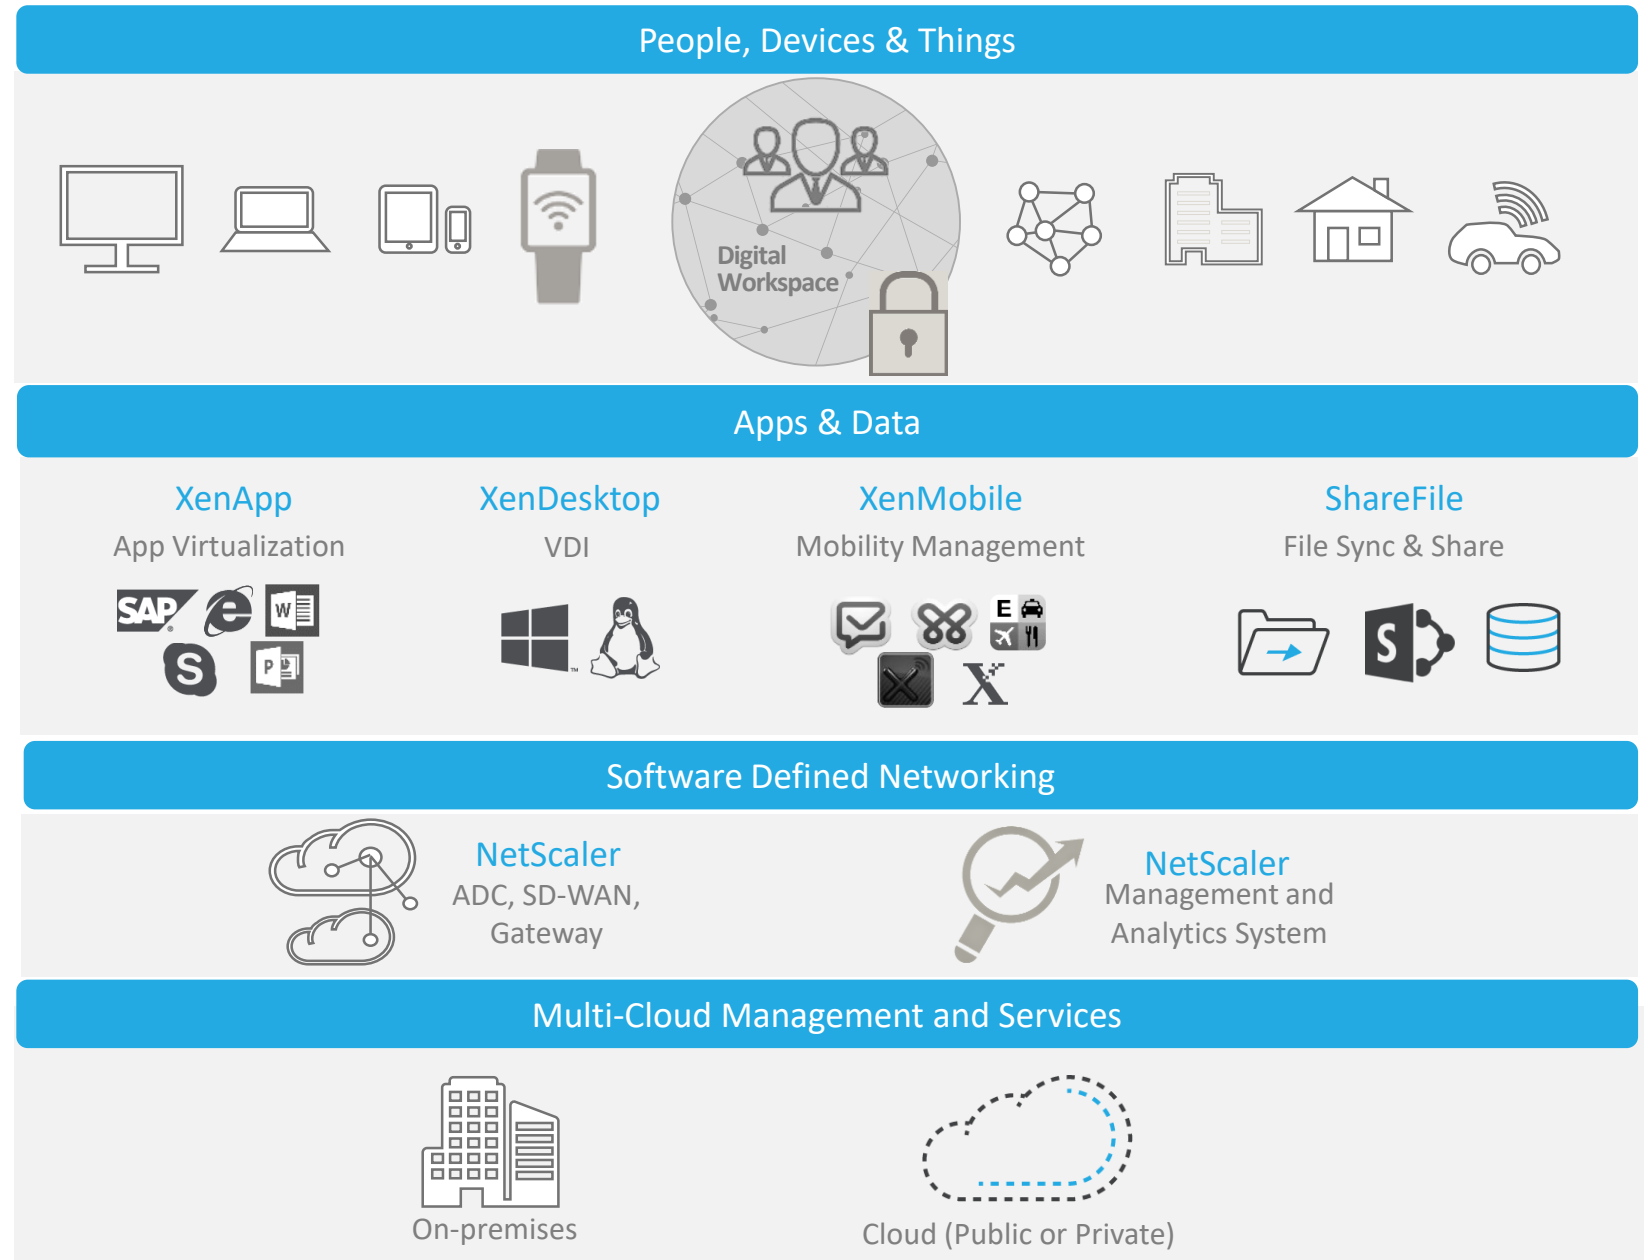 People, Devices & Things
Digital
Workspace
Apps & Data
XenApp
App Virtualization
SAP
®
e
W
S
P
XenDesktop
VDI
™
XenMobile
Mobility Management
E
X
X
ShareFile
File Sync & Share
S
Software Defined Networking
NetScaler
ADC, SD-WAN,
Gateway
NetScaler
Management and
Analytics System
Multi-Cloud Management and Services
On-premises
Cloud (Public or Private)